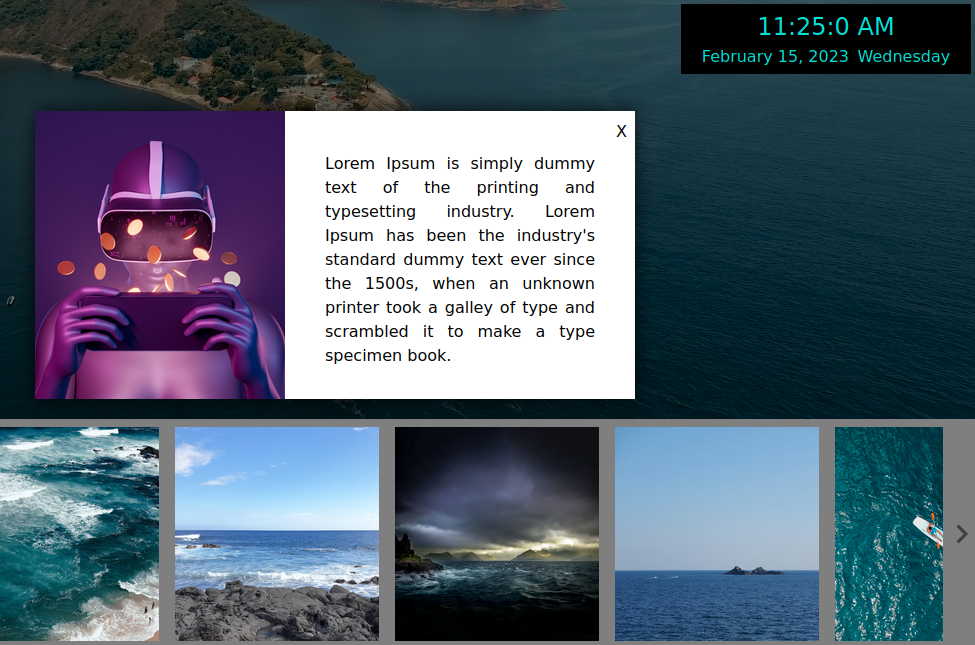 11:25:0 AM
February 15, 2023 Wednesday
X
Lorem Ipsum is simply dummy
text of the printing and
typesetting industry. Lorem
Ipsum has been the industry's
standard dummy text ever since
the 1500s, when an unknown
printer took a galley of type and
scrambled it to make a type
specimen book.